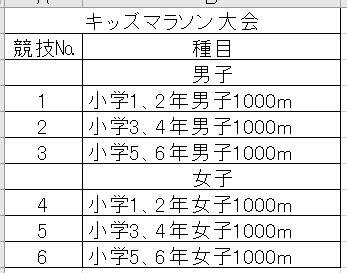 キッズマラソン大会
競技No. 種目
男子
1 小学1、2年男子1000m
2 小学3、4年男子1000m
3 小学5、6年男子1000m
女子
4 小学1、2年女子1000m
5 小学3、4年女子1000m
6 小学5、6年女子1000m